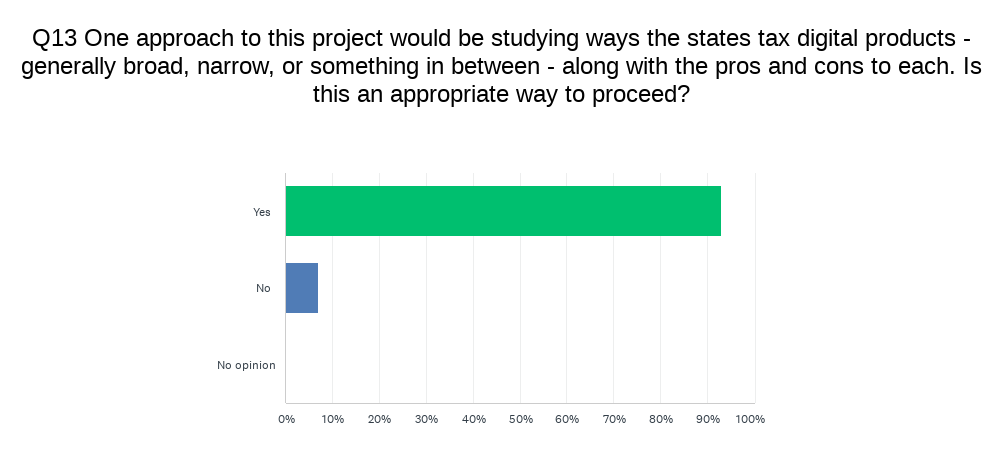 Q13 One approach to this project would be studying ways the states tax digital products -
generally broad, narrow, or something in between - along with the pros and cons to each. Is
this an appropriate way to proceed?
Yes
No
No opinion
0% 10% 20% 30% 40% 50% 60% 70% 80% 90% 100%